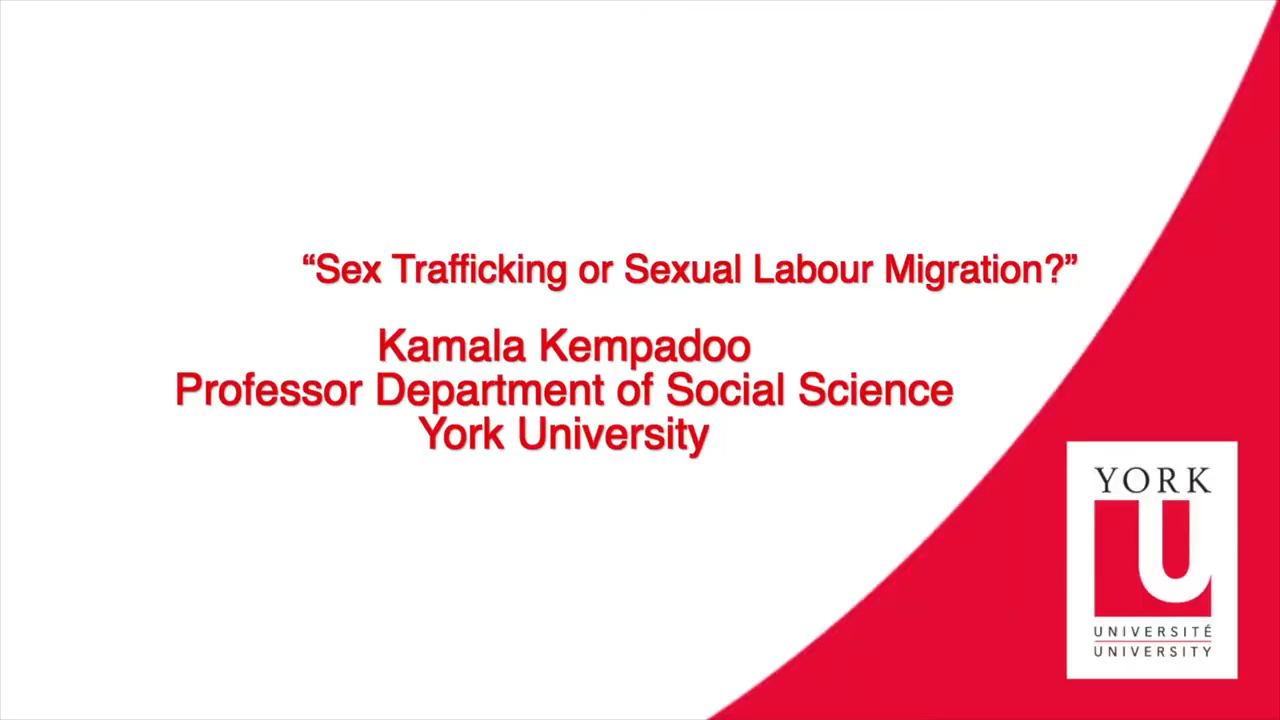 “Sex Trafficking or Sexual Labour Migration?”
Kamala Kempadoo
Professor Department of Social Science
York University
YORK
U
UNIVERSITÉ
UNIVERSITY